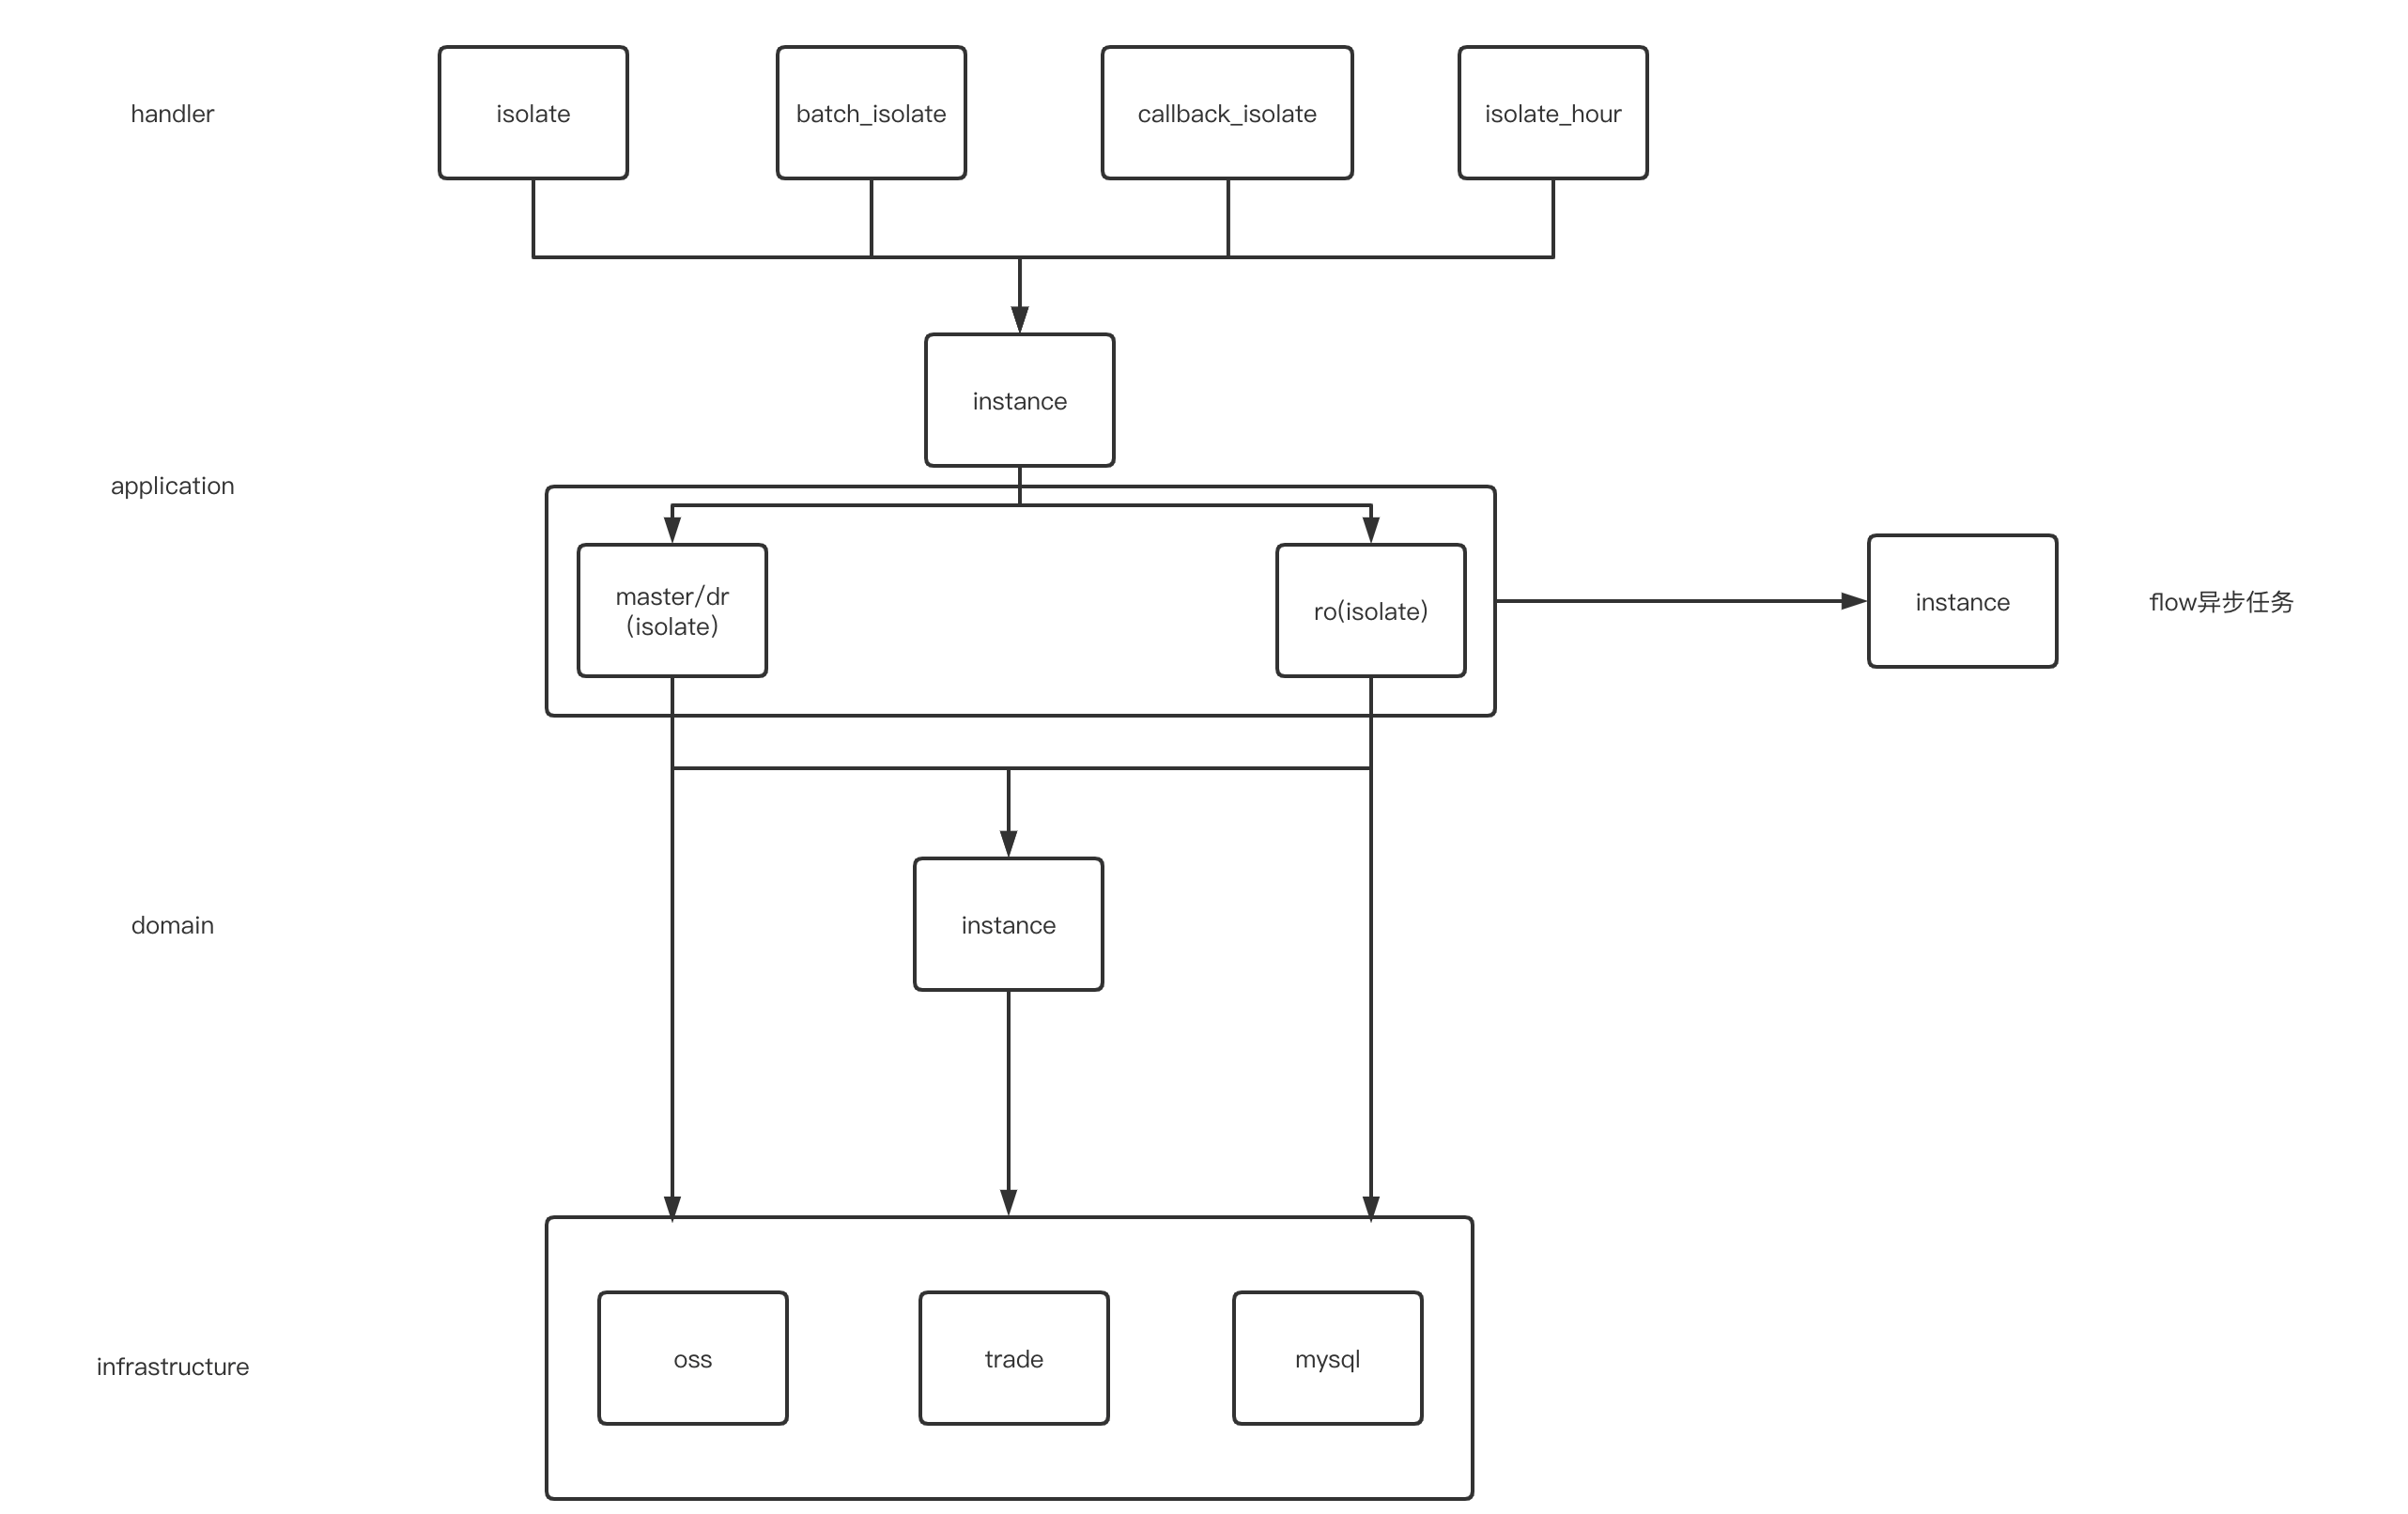 handler
isolate
batch_isolate
callback_isolate
isolate_hour
instance
application
master/dr
(isolate)
ro(isolate)
instance
flow异步任务
domain
instance
infrastructure
oss
trade
mysql